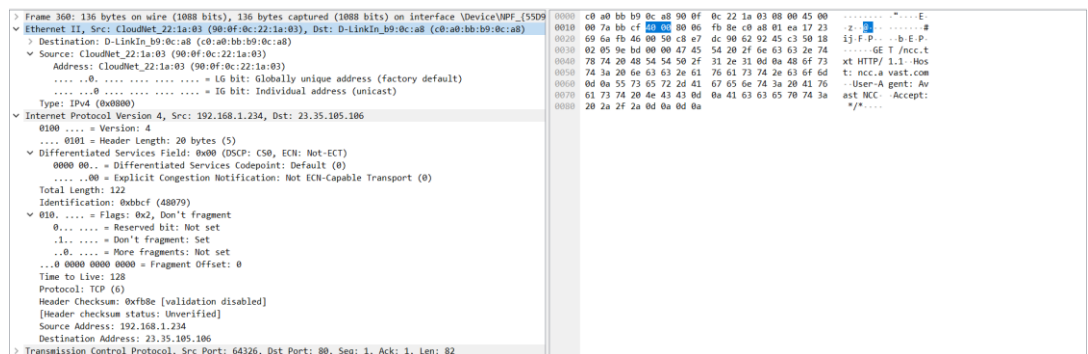 > Frame 360: 136 bytes on wire (1088 bits), 136 bytes captured (1088 bits) on interface \Device\NPF_{55D9
Ethernet II, Src: CloudNet_22:1a:03 (90:0f:0c:22:1a:03), Dst: D-LinkIn_b9:0c:a8 (c0:a0:bb:b9:0c:a8)
> Destination: D-LinkIn_b9:0c:a8 (c0:a0:bb:b9:0c:a8)
Source: CloudNet_22:1a:03 (90:0f:0c:22:1a:03)
Address: CloudNet_22:1a:03 (90:0f:0c:22:1a:03)
.... ..0. .... .... .... .... = LG bit: Globally unique address (factory default)
.... ...0 .... .... .... .... = IG bit: Individual address (unicast)
Type: IPv4 (0x0800)
Internet Protocol Version 4, Src: 192.168.1.234, Dst: 23.35.105.106
0100 .... = Version: 4
.... 0101 = Header Length: 20 bytes (5)
Differentiated Services Field: 0x00 (DSCP: CS0, ECN: Not-ECT)
0000 00.. = Differentiated Services Codepoint: Default (0)
.... ..00 = Explicit Congestion Notification: Not ECN-Capable Transport (0)
Total Length: 122
Identification: 0xbbcf (48079)
010. .... = Flags: 0x2, Don't fragment
0... .... = Reserved bit: Not set
.1.. .... = Don't fragment: Set
..0. .... = More fragments: Not set
...0 0000 0000 0000 = Fragment Offset: 0
Time to Live: 128
Protocol: TCP (6)
Header Checksum: 0xfb8e [validation disabled]
[Header checksum status: Unverified]
Source Address: 192.168.1.234
Destination Address: 23.35.105.106
> Transmission Control Protocol, Src Port: 64326, Dst Port: 80, Seq: 1, Ack: 1, Len: 82
0000 c0 a0 bb b9 0c a8 90 0f 0c 22 1a 03 08 00 45 00 ········ ·"····E·
0010 00 7a bb cf 40 00 80 06 fb 8e c0 a8 01 ea 17 23 ·z··@··· ·······#
0020 69 6a fb 46 00 50 c8 e7 dc 90 62 92 45 c3 50 18 ij·F·P·· ··b·E·P·
0030 02 05 9e bd 00 00 47 45 54 20 2f 6e 63 63 2e 74 ······GE T /ncc.t
0040 78 74 20 48 54 54 50 2f 31 2e 31 0d 0a 48 6f 73 xt HTTP/ 1.1··Hos
0050 74 3a 20 6e 63 63 2e 61 76 61 73 74 2e 63 6f 6d t: ncc.a vast.com
0060 0d 0a 55 73 65 72 2d 41 67 65 6e 74 3a 20 41 76 ··User-A gent: Av
0070 61 73 74 20 4e 43 43 0d 0a 41 63 63 65 70 74 3a ast NCC· ·Accept:
0080 20 2a 2f 2a 0d 0a 0d 0a */*····